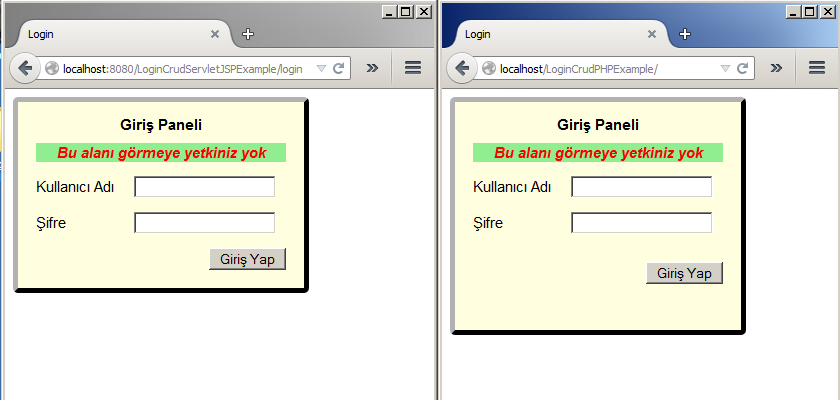 Login
localhost:8080/LoginCrudServletJSPExample/login
Giriş Paneli
Bu alanı görmeye yetkiniz yok
Kullanıcı Adı
Şifre
Giriş Yap
Login
localhost/LoginCrudPHPExample/
Giriş Paneli
Bu alanı görmeye yetkiniz yok
Kullanıcı Adı
Şifre
Giriş Yap